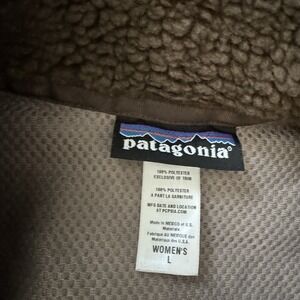 patagonia®
100% POLYESTER
EXCLUSIVE OF TRIM
100% POLYESTER
A PART LA GARNITURE
MFG DATE AND LOCATION
AT PCPSIA.COM
Made in MEXICO of U.S.
Materials
Fabriqué AU MEXIQUE des
Matériaux des U.S.A.
WOMEN'S
L